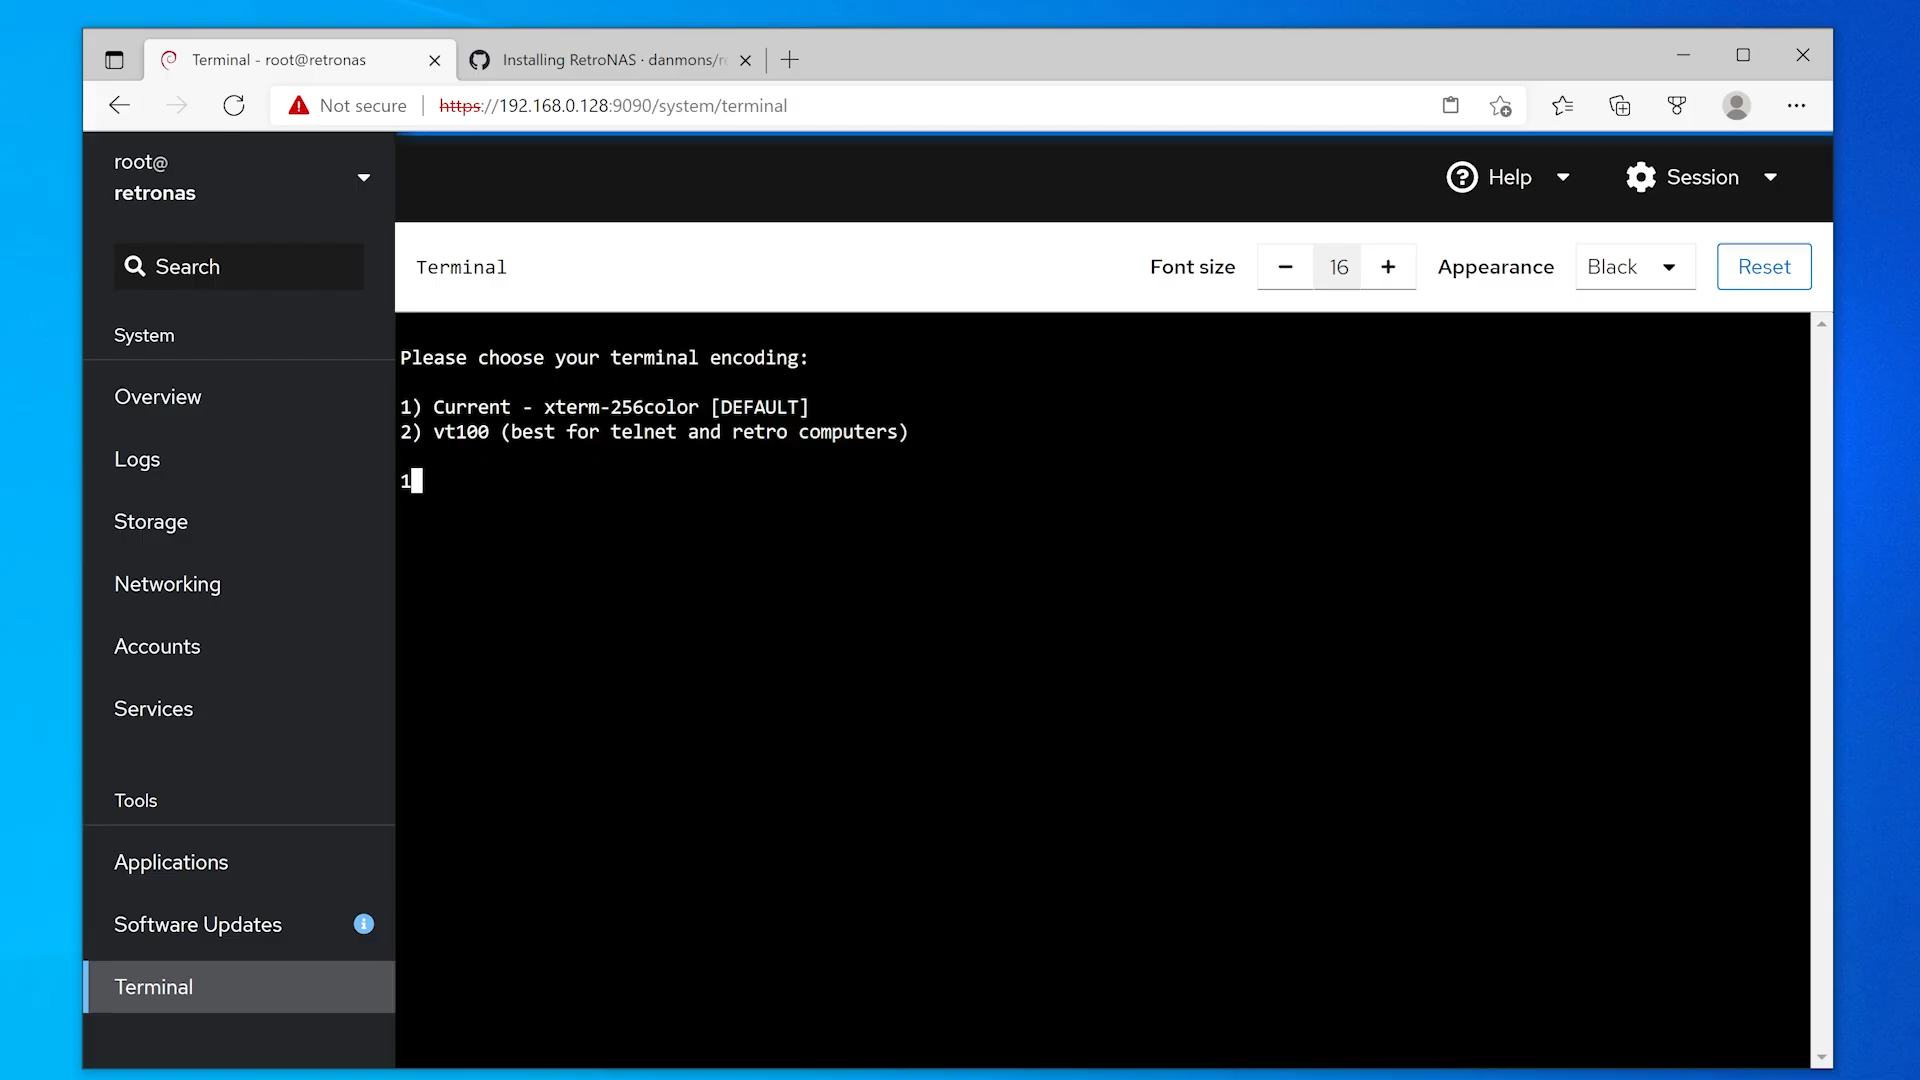 Terminal - root@retronas
Installing RetroNAS · danmons/r
Not secure
https://192.168.0.128:9090/system/terminal
root@
retronas
Help
Session
Search
Terminal
Font size
16
Appearance
Black
Reset
System
Overview
Logs
Storage
Networking
Accounts
Services
Tools
Applications
Software Updates
Terminal
Please choose your terminal encoding:
1) Current - xterm-256color [DEFAULT]
2) vt100 (best for telnet and retro computers)
1